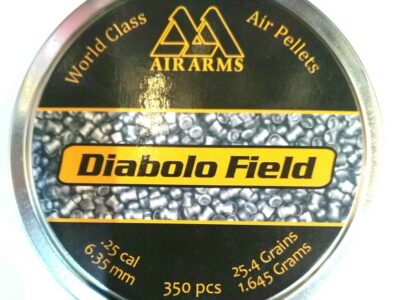 World Class
Air Pellets
AIR ARMS
Diabolo Field
.25 cal
6.35 mm
350 pcs
25.4 Grains
1.645 Grams